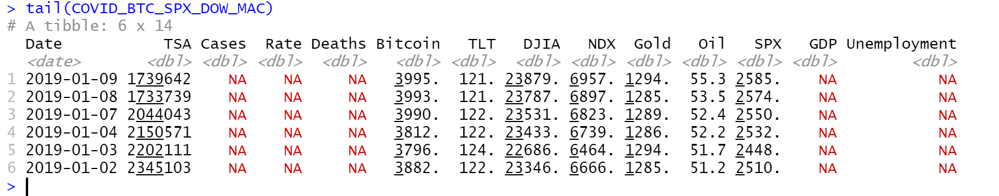 > tail(COVID_BTC_SPX_DOW_MAC)
# A tibble: 6 x 14
Date TSA Cases Rate Deaths Bitcoin TLT DJIA NDX Gold Oil SPX GDP Unemployment
<date> <dbl> <dbl> <dbl> <dbl> <dbl> <dbl> <dbl> <dbl> <dbl> <dbl> <dbl> <dbl> <dbl>
1 2019-01-09 1739642 NA NA NA 3995. 121. 23879. 6957. 1294. 55.3 2585. NA NA
2 2019-01-08 1733739 NA NA NA 3993. 121. 23787. 6897. 1285. 53.5 2574. NA NA
3 2019-01-07 2044043 NA NA NA 3990. 122. 23531. 6823. 1289. 52.4 2550. NA NA
4 2019-01-04 2150571 NA NA NA 3812. 122. 23433. 6739. 1286. 52.2 2532. NA NA
5 2019-01-03 2202111 NA NA NA 3796. 124. 22686. 6464. 1294. 51.7 2448. NA NA
6 2019-01-02 2345103 NA NA NA 3882. 122. 23346. 6666. 1285. 51.2 2510. NA NA
>